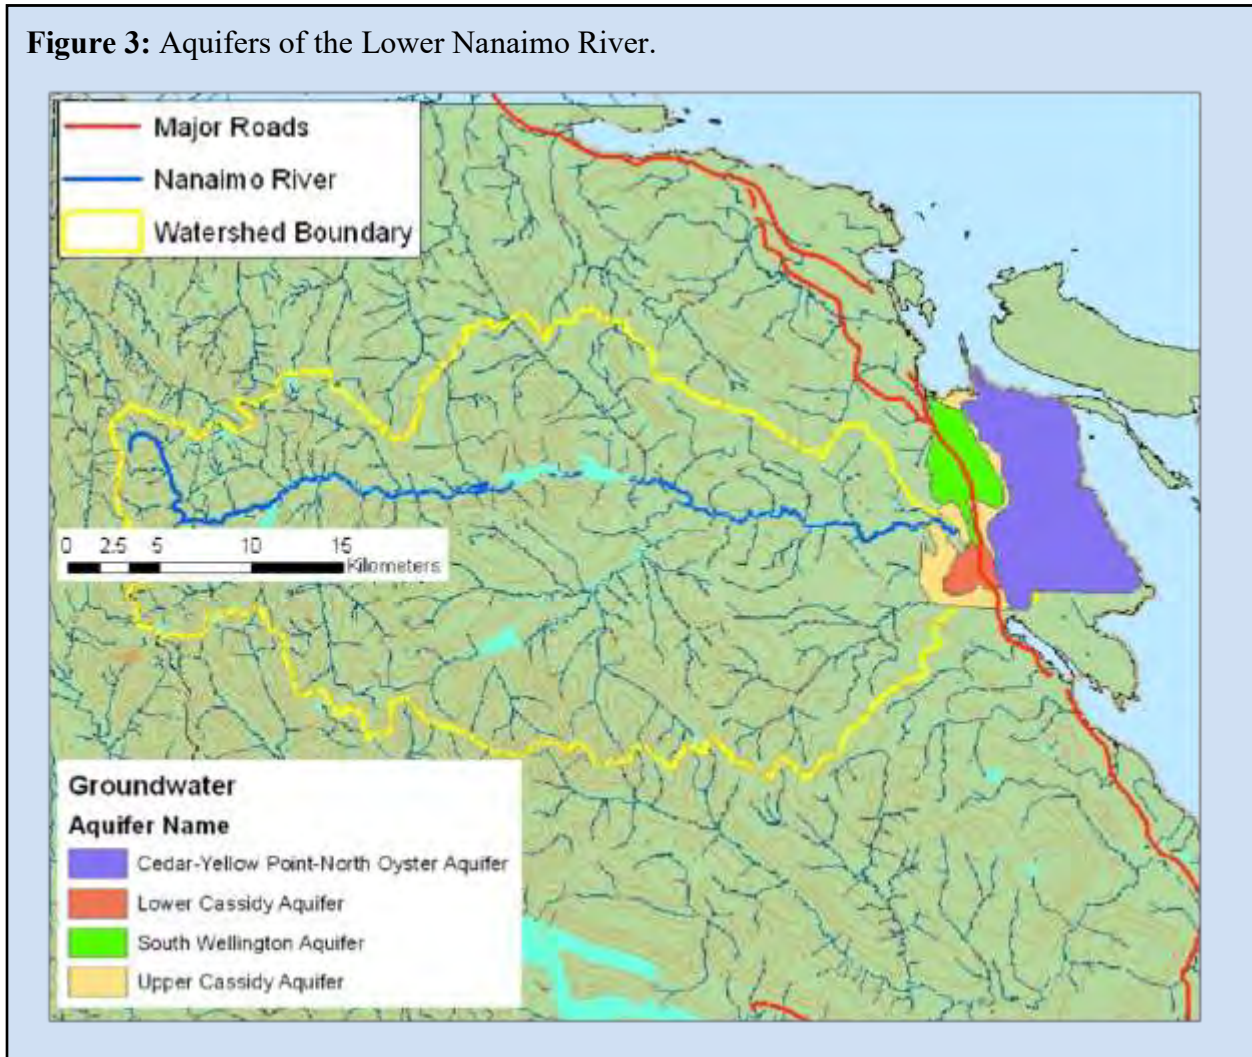 Figure 3: Aquifers of the Lower Nanaimo River.
Major Roads
Nanaimo River
Watershed Boundary
0 2.5 5 10 15
Kilometers
Groundwater
Aquifer Name
Cedar-Yellow Point-North Oyster Aquifer
Lower Cassidy Aquifer
South Wellington Aquifer
Upper Cassidy Aquifer